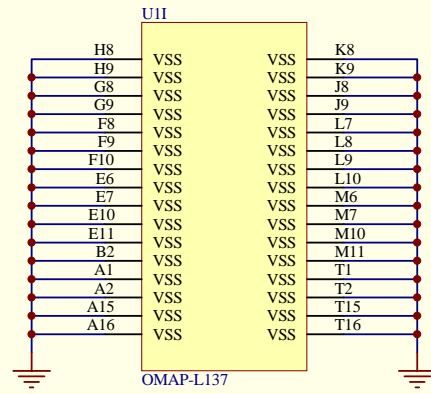 U1I
H8 VSS VSS K8
H9 VSS VSS K9
G8 VSS VSS J8
G9 VSS VSS J9
F8 VSS VSS L7
F9 VSS VSS L8
F10 VSS VSS L9
E6 VSS VSS L10
E7 VSS VSS M6
E10 VSS VSS M7
E11 VSS VSS M10
B2 VSS VSS M11
A1 VSS VSS T1
A2 VSS VSS T2
A15 VSS VSS T15
A16 VSS VSS T16
OMAP-L137